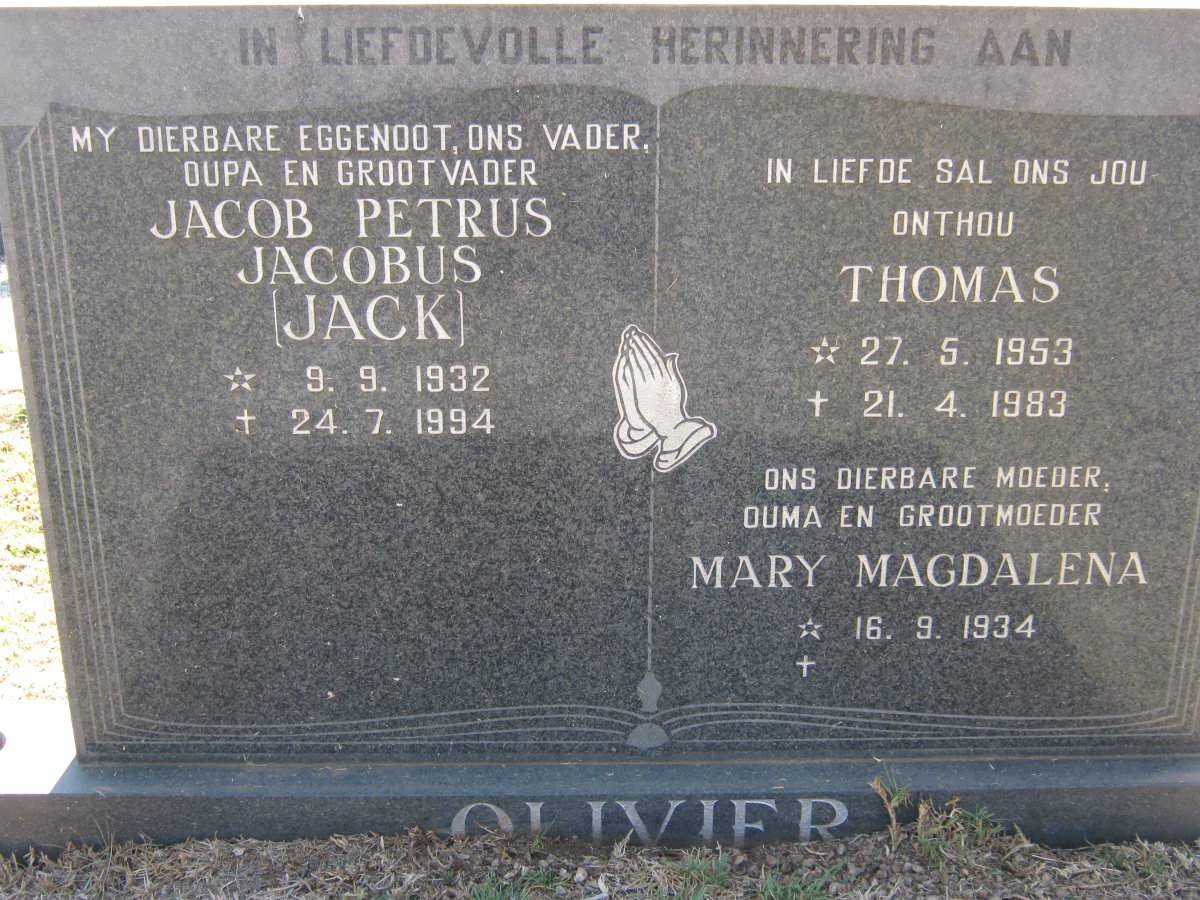 IN LIEFDEVOLLE HERINNERING AAN
MY DIERBARE EGGENOOT, ONS VADER,
OUPA EN GROOTVADER
JACOB PETRUS
JACOBUS
[JACK]
☆ 9. 9. 1932
† 24. 7. 1994
IN LIEFDE SAL ONS JOU
ONTHOU
THOMAS
☆ 27. 5. 1953
† 21. 4. 1983
ONS DIERBARE MOEDER,
OUMA EN GROOTMOEDER
MARY MAGDALENA
☆ 16. 9. 1934
†
OLIVIER